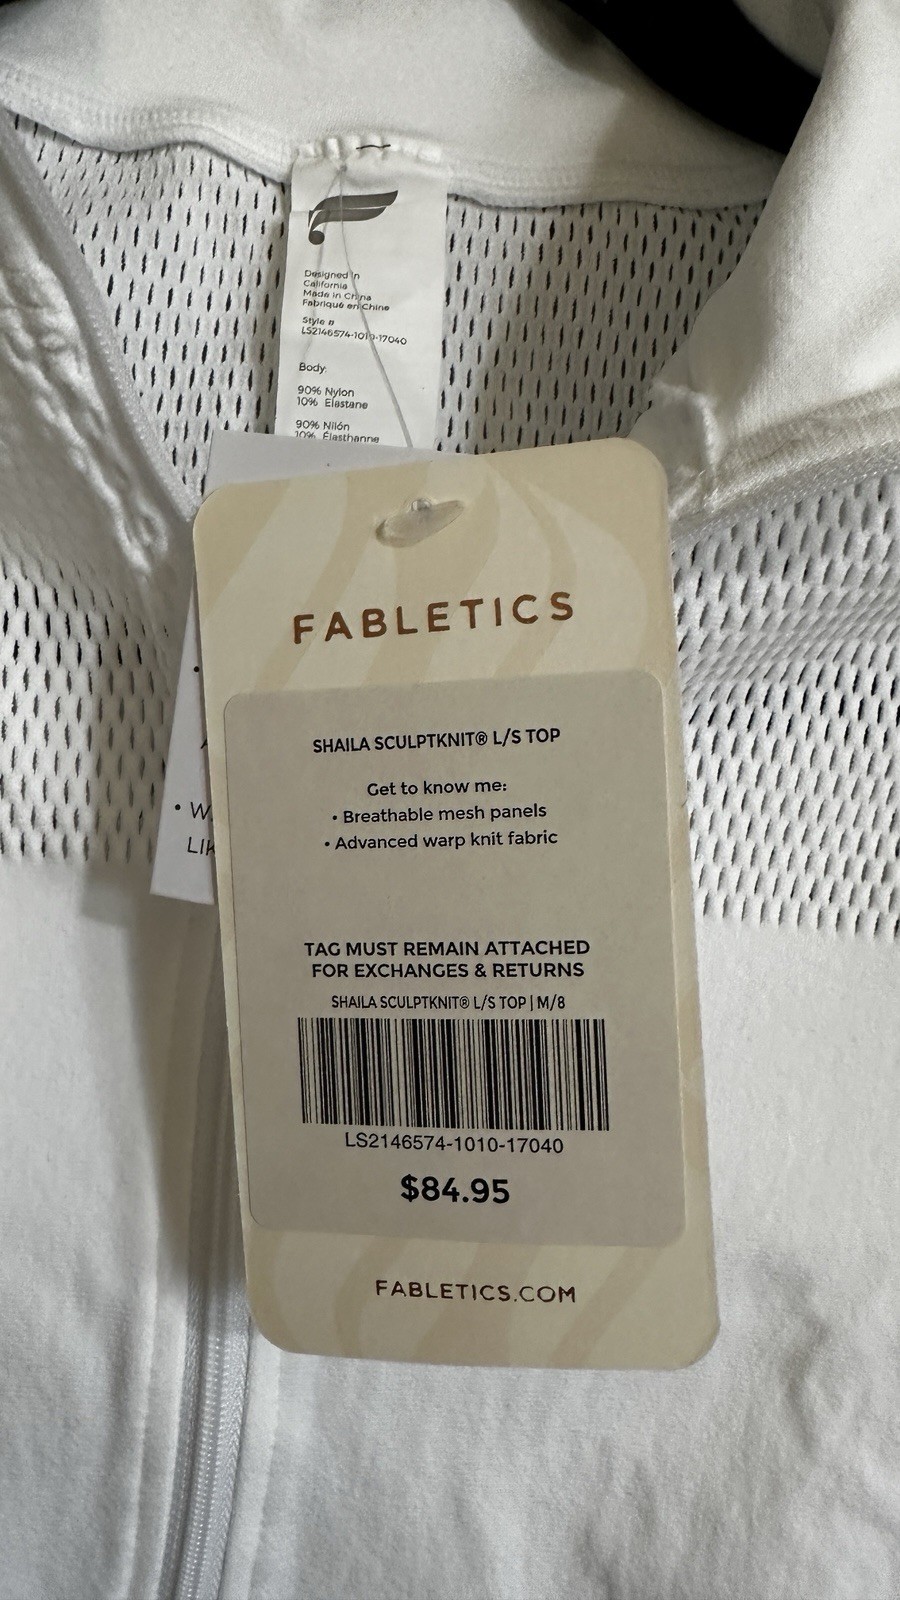 Designed in
California
Made in China
Fabriqué en Chine
Style #
LS2146574-1010-17040
Body:
90% Nylon
10% Elastane
90% Nilón
10% Élasthanne
FABLETICS
SHAILA SCULPTKNIT® L/S TOP
Get to know me:
• Breathable mesh panels
• Advanced warp knit fabric
TAG MUST REMAIN ATTACHED
FOR EXCHANGES & RETURNS
SHAILA SCULPTKNIT® L/S TOP | M/8
LS2146574-1010-17040
$84.95
FABLETICS.COM